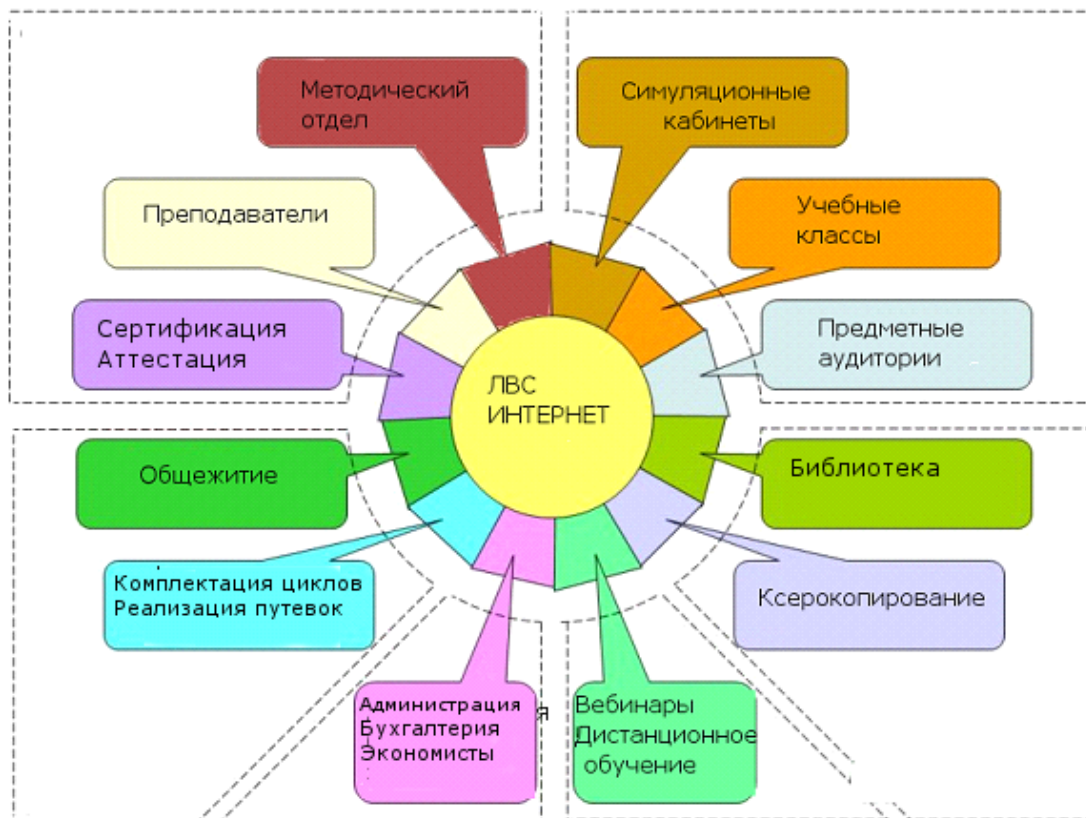 Методический
отдел
Симуляционные
кабинеты
Преподаватели
Учебные
классы
Сертификация
Аттестация
Предметные
аудитории
ЛВС
ИНТЕРНЕТ
Общежитие
Библиотека
Комплектация циклов
Реализация путевок
Ксерокопирование
Администрация
Бухгалтерия
Экономисты
я
Вебинары
Дистанционное
обучение